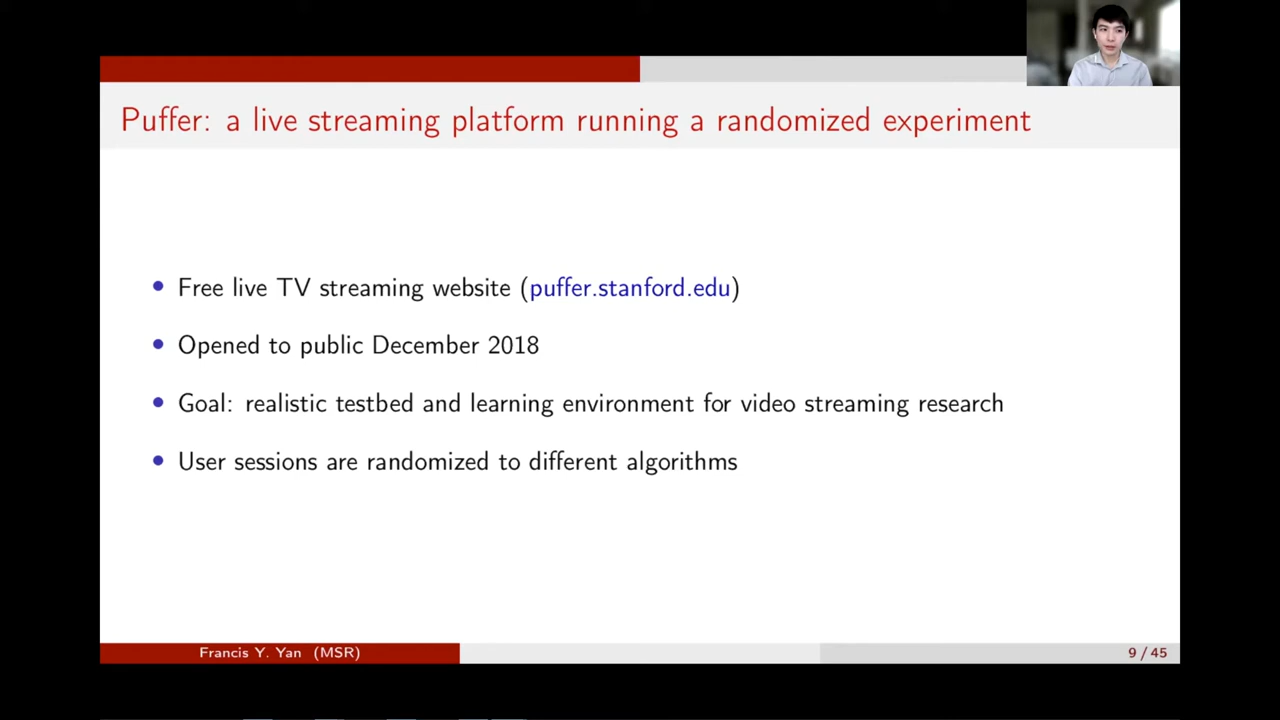 Puffer: a live streaming platform running a randomized experiment
• Free live TV streaming website (puffer.stanford.edu)
• Opened to public December 2018
• Goal: realistic testbed and learning environment for video streaming research
• User sessions are randomized to different algorithms
Francis Y. Yan (MSR)
9 / 45